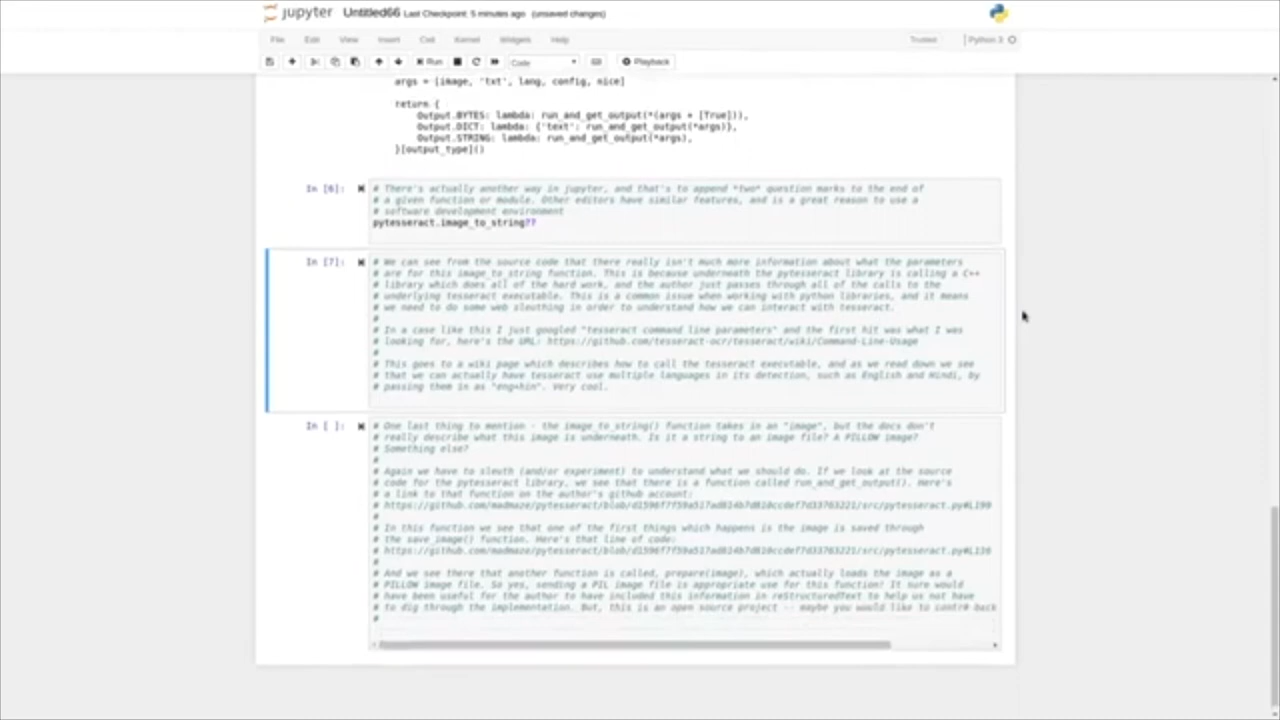 jupyter Untitled66 Last Checkpoint: 5 minutes ago (unsaved changes)
File Edit View Insert Cell Kernel Widgets Help Trusted Python 3
Run Code Playback
args = [image, 'txt', lang, config, nice]
return {
Output.BYTES: lambda: run_and_get_output(*(args + [True])),
Output.DICT: lambda: {'text': run_and_get_output(*args)},
Output.STRING: lambda: run_and_get_output(*args),
}[output_type]()
In [6]:
# There's actually another way in jupyter, and that's to append *two* question marks to the end of
# a given function or module. Other editors have similar features, and is a great reason to use a
# software development environment
pytesseract.image_to_string??
In [7]:
# We can see from the source code that there really isn't much more information about what the parameters
# are for this image_to_string function. This is because underneath the pytesseract library is calling a C++
# library which does all of the hard work, and the author just passes through all of the calls to the
# underlying tesseract executable. This is a common issue when working with python libraries, and it means
# we need to do some web sleuthing in order to understand how we can interact with tesseract.
#
# In a case like this I just googled "tesseract command line parameters" and the first hit was what I was
# looking for, here's the URL: https://github.com/tesseract-ocr/tesseract/wiki/Command-Line-Usage
#
# This goes to a wiki page which describes how to call the tesseract executable, and as we read down we see
# that we can actually have tesseract use multiple languages in its detection, such as English and Hindi, by
# passing them in as "eng+hin". Very cool.
In [ ]:
# One last thing to mention - the image_to_string() function takes in an "image", but the docs don't
# really describe what this image is underneath. Is it a string to an image file? A PILLOW image?
# Something else?
#
# Again we have to sleuth (and/or experiment) to understand what we should do. If we look at the source
# code for the pytesseract library, we see that there is a function called run_and_get_output(). Here's
# a link to that function on the author's github account:
# https://github.com/madmaze/pytesseract/blob/
#
# In this function we see that one of the first things which happens is the image is saved through
# the save_image() function. Here's that line of code:
# https://github.com/madmaze/pytesseract/blob/
#
# And we see there that another function is called, prepare(image), which actually loads the image as a
# PILLOW image file. So yes, sending a PIL image file is appropriate use for this function! It sure would
# have been useful for the author to have included this information in reStructuredText to help us not have
# to dig through the implementation. But, this is an open source project -- maybe you would like to back
#